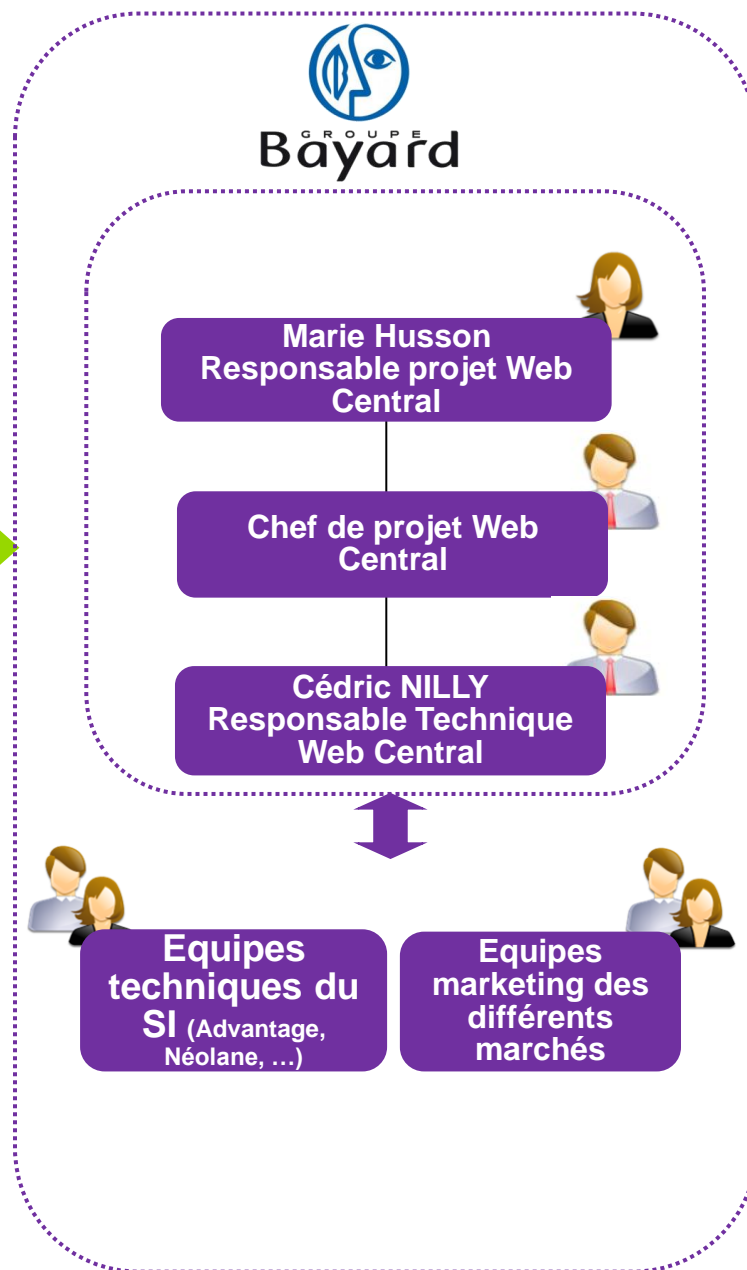 GROUPE
Bayard
Marie Husson
Responsable projet Web
Central
Chef de projet Web
Central
Cédric NILLY
Responsable Technique
Web Central
Equipes
techniques du
SI (Advantage,
Néolane, ...)
Equipes
marketing des
différents
marchés